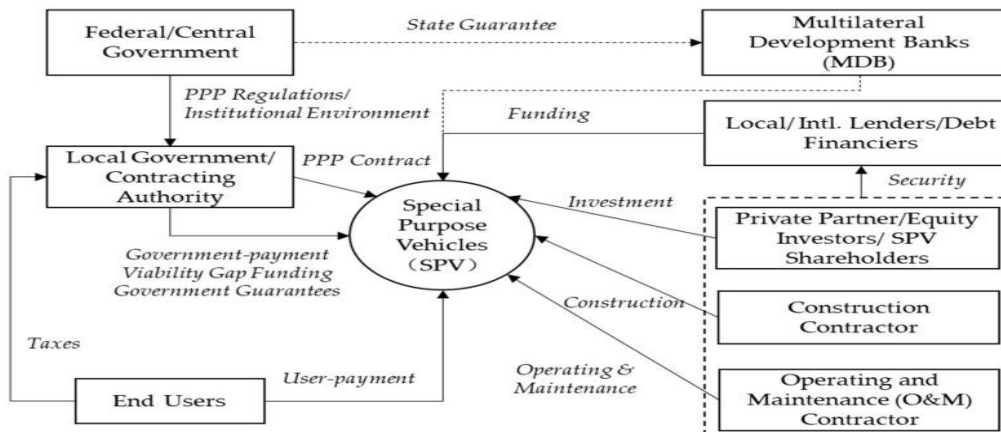 Federal/Central
Government
State Guarantee
Multilateral
Development Banks
(MDB)
PPP Regulations/
Institutional Environment
Funding
Local/Intl. Lenders/Debt
Financiers
Local Government/
Contracting
Authority
PPP Contract
Security
Special
Purpose
Vehicles
(SPV)
Investment
Private Partner/Equity
Investors/ SPV
Shareholders
Government-payment
Viability Gap Funding
Government Guarantees
Construction
Construction
Contractor
Taxes
User-payment
Operating &
Maintenance
End Users
Operating and
Maintenance (O&M)
Contractor